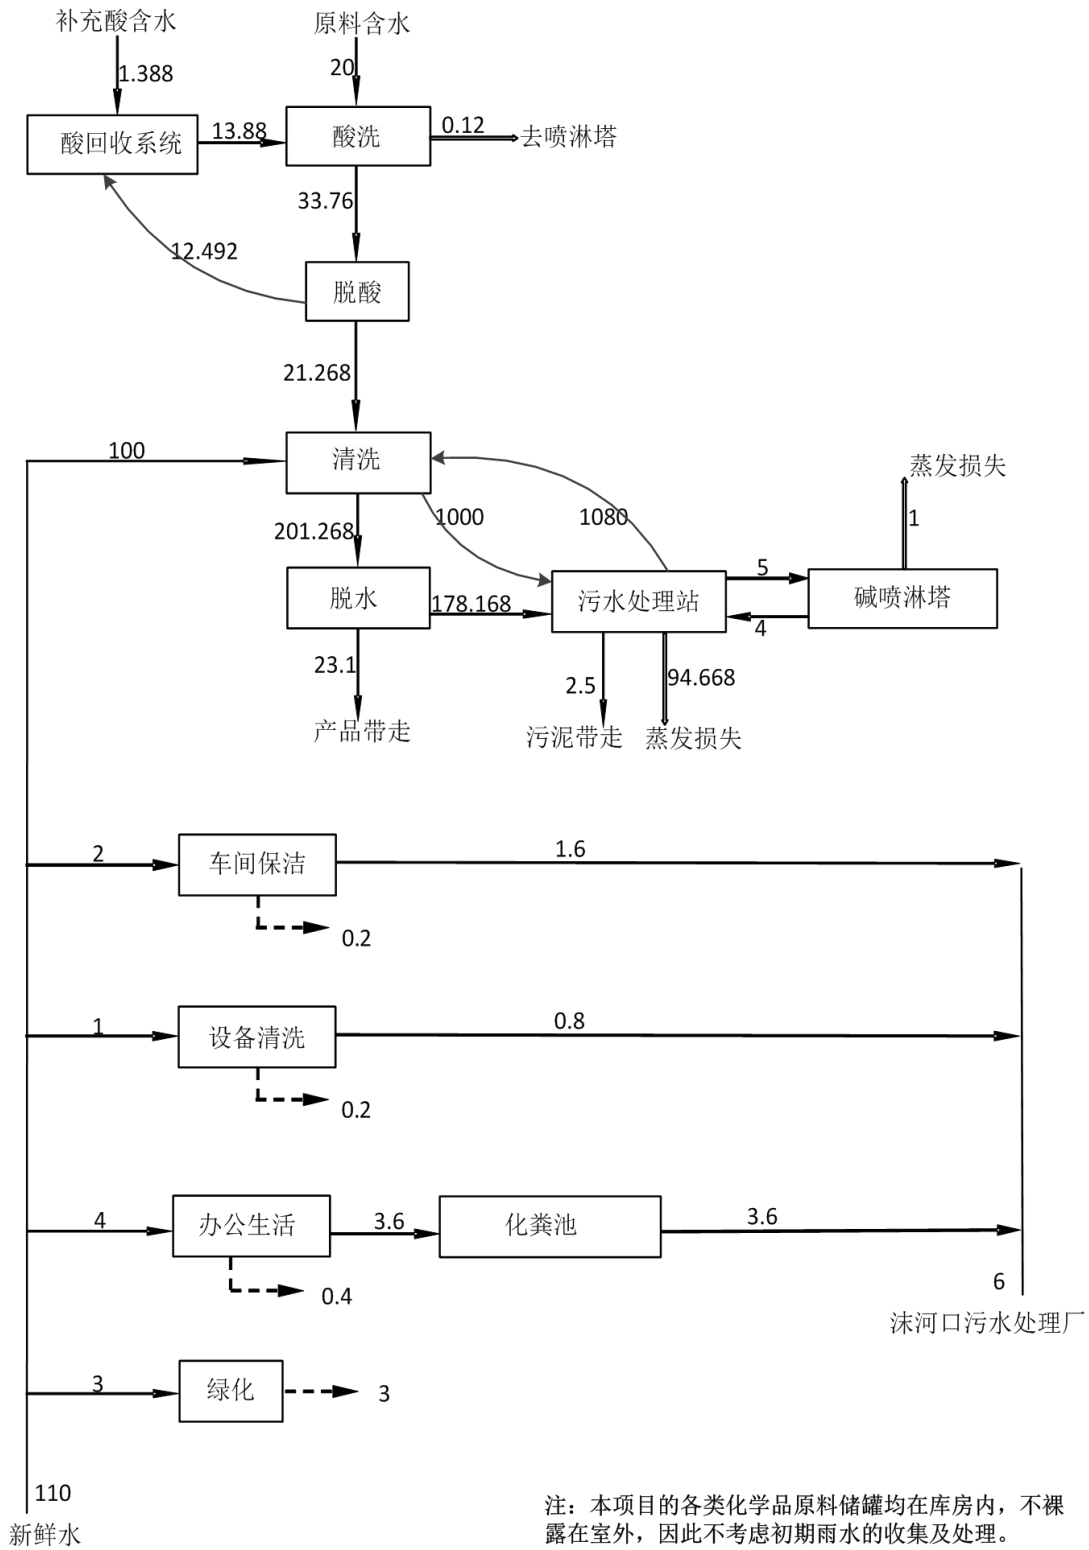 补充酸含水
原料含水
1.388
20
酸回收系统
13.88
酸洗
0.12
去喷淋塔
33.76
12.492
脱酸
21.268
100
清洗
蒸发损失
201.268
1000
1080
1
脱水
178.168
污水处理站
5
4
碱喷淋塔
23.1
2.5
94.668
产品带走
污泥带走
蒸发损失
2
车间保洁
1.6
0.2
1
设备清洗
0.8
0.2
4
办公生活
3.6
化粪池
3.6
0.4
6
沫河口污水处理厂
3
绿化
3
110
新鲜水
注：本项目的各类化学品原料储罐均在库房内，不裸
露在室外，因此不考虑初期雨水的收集及处理。